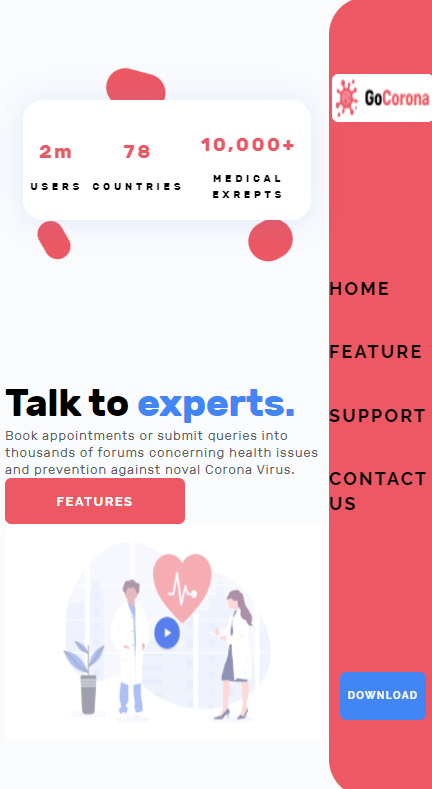 2m
USERS
78
COUNTRIES
10,000+
MEDICAL
EXREPTS
Talk to experts.
Book appointments or submit queries into
thousands of forums concerning health issues
and prevention against noval Corona Virus.
FEATURES
GoCorona
HOME
FEATURE
SUPPORT
CONTACT
US
DOWNLOAD